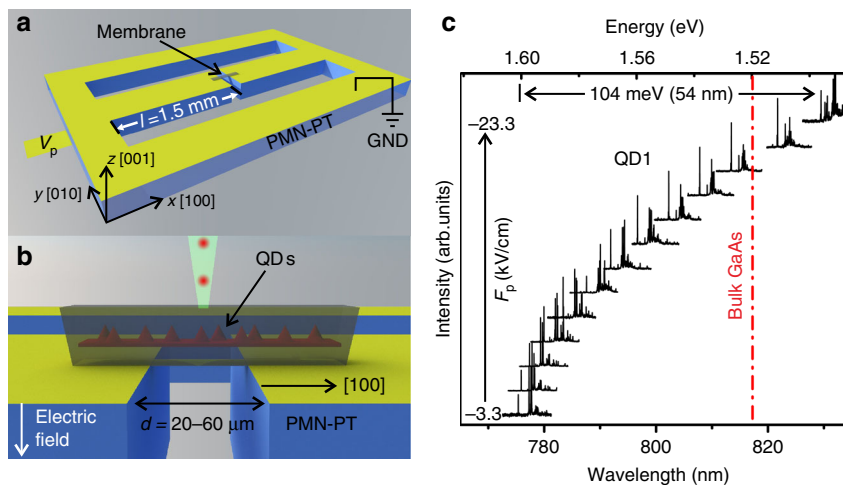 a
Membrane
l = 1.5 mm
PMN-PT
GND
Vp
z [001]
y [010]
x [100]
b
QDs
[100]
Electric
field
d = 20–60 μm
PMN-PT
c
Energy (eV)
1.60 1.56 1.52
104 meV (54 nm)
–23.3
QD1
Fp (kV/cm)
Intensity (arb.units)
Bulk GaAs
–3.3
780 800 820
Wavelength (nm)